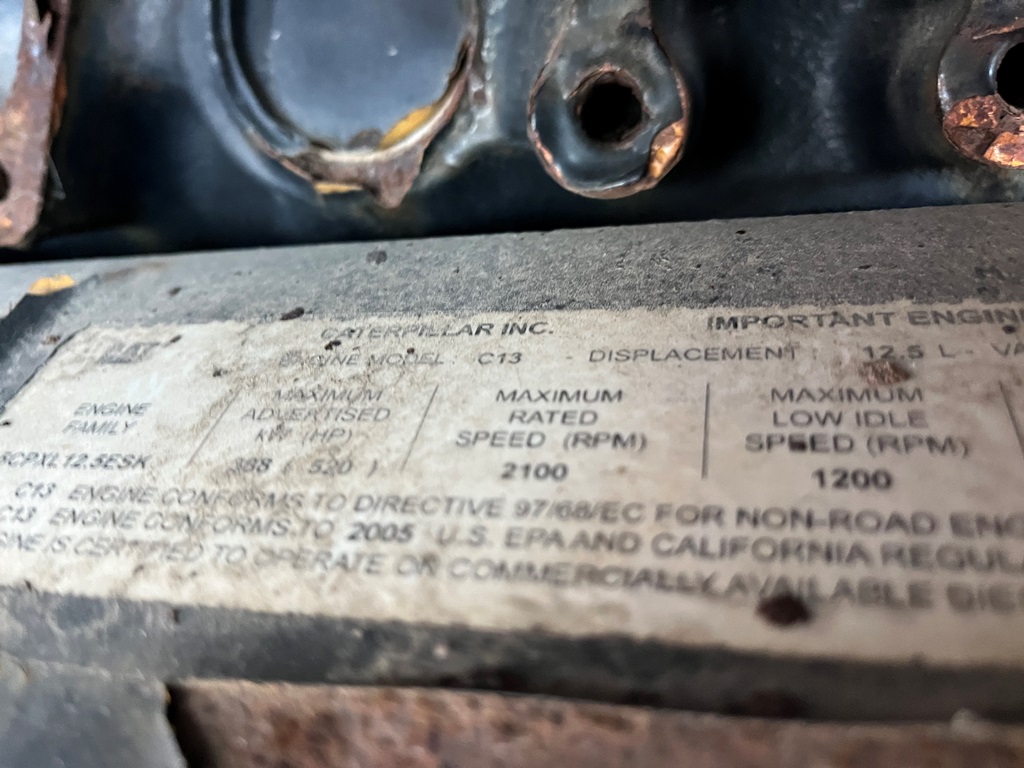 CAT
CATERPILLAR INC. IMPORTANT ENGIN
ENGINE MODEL: C13 - DISPLACEMENT: 12.5 L - VA
ENGINE FAMILY
5CPXL12.5ESK
MAXIMUM ADVERTISED kW (HP)
388 ( 520 )
MAXIMUM RATED SPEED (RPM)
2100
MAXIMUM LOW IDLE SPEED (RPM)
1200
C13 ENGINE CONFORMS TO DIRECTIVE 97/68/EC FOR NON-ROAD ENG
C13 ENGINE CONFORMS TO 2005 U.S. EPA AND CALIFORNIA REGUL
GINE IS CERTIFIED TO OPERATE ON COMMERCIALLY AVAILABLE DIES